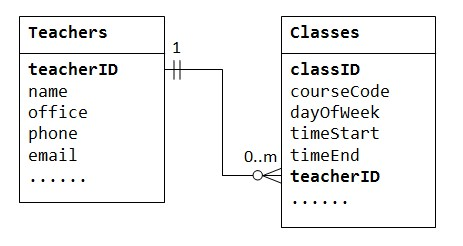 Teachers
teacherID
name
office
phone
email
......
1
0..m
Classes
classID
courseCode
dayOfWeek
timeStart
timeEnd
teacherID
......